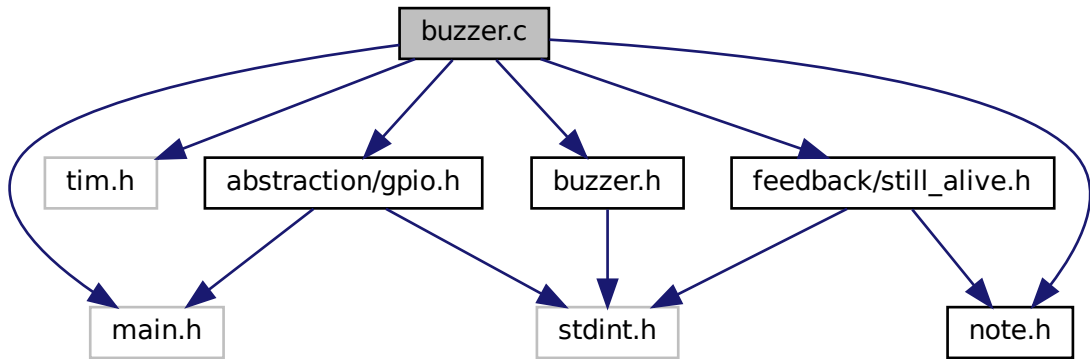 buzzer.c
tim.h
abstraction/gpio.h
buzzer.h
feedback/still_alive.h
main.h
stdint.h
note.h